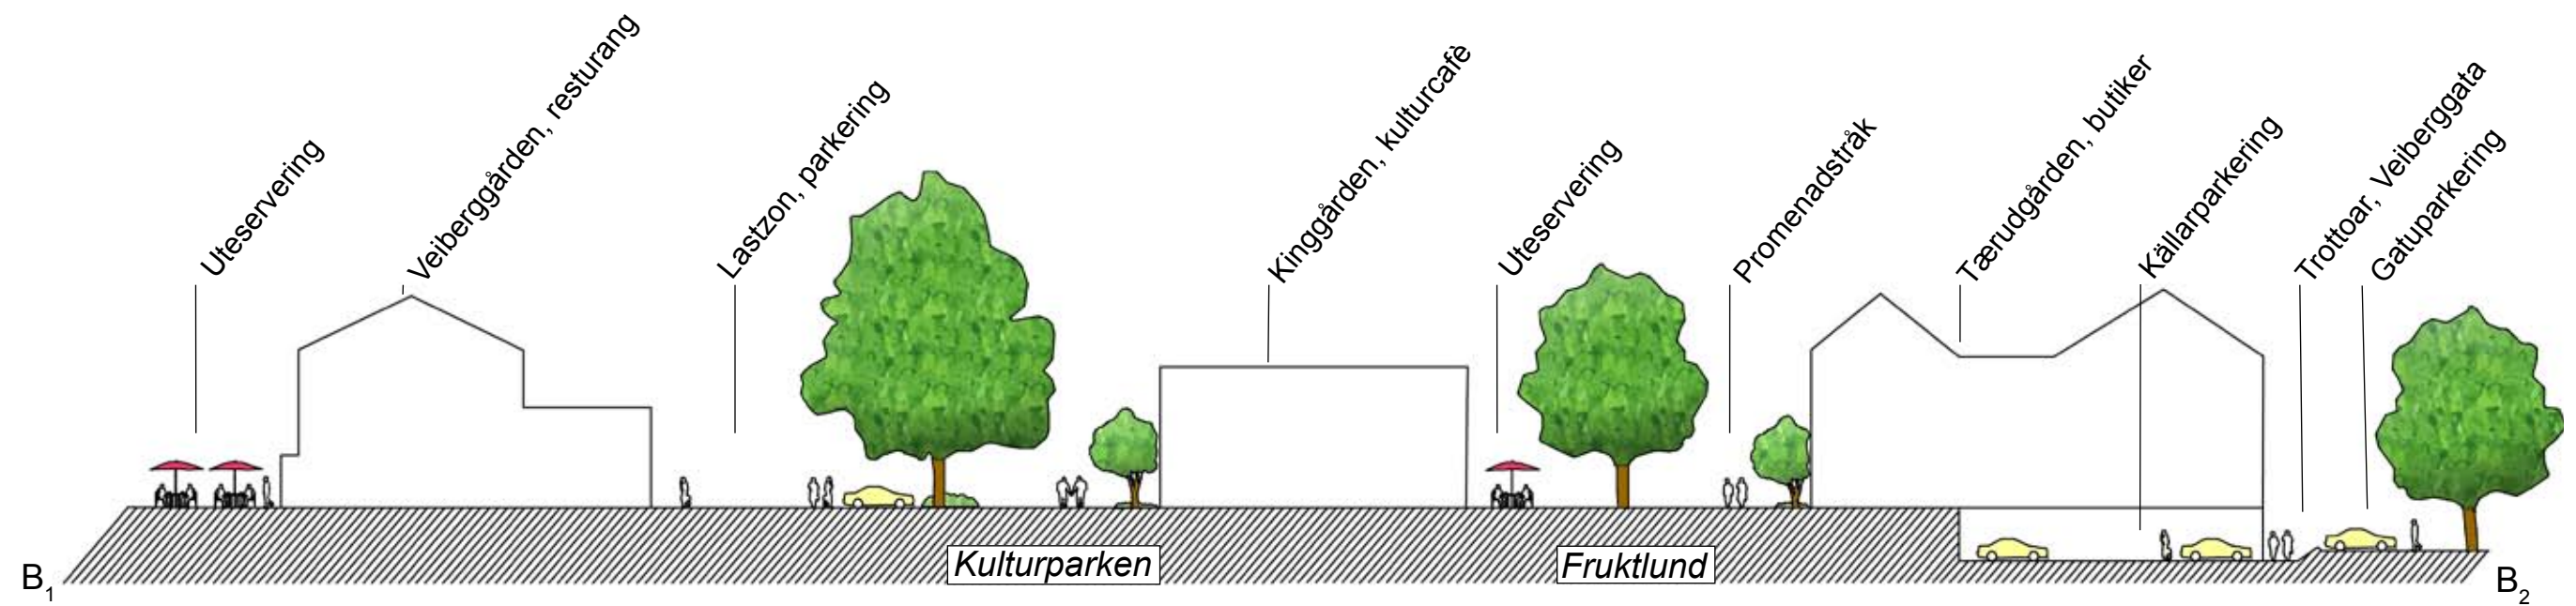 Uteservering
Veiberggården, resturang
Lastzon, parkering
Kinggården, kulturcafè
Uteservering
Promenadstråk
Tærudgården, butiker
Källarparkering
Trottoar, Veiberggata
Gatuparkering
Kulturparken
Fruktlund
B1
B2